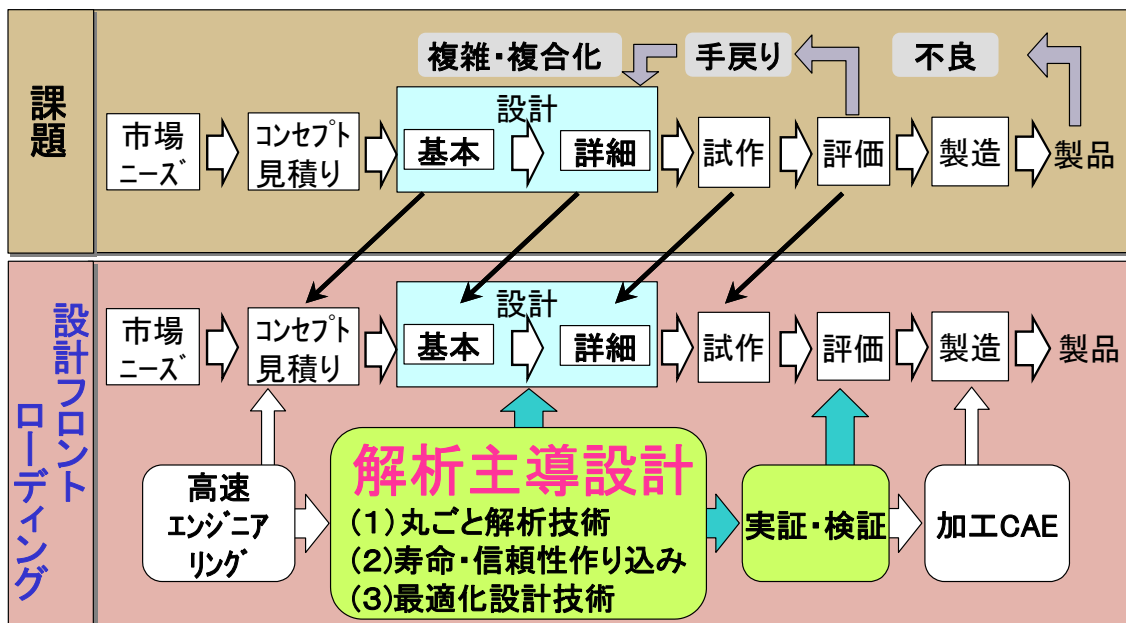 課題
複雑・複合化
手戻り
不良
市場
ニーズ
コンセプト
見積り
設計
基本
詳細
試作
評価
製造
製品
設計フロント
ローディング
市場
ニーズ
コンセプト
見積り
設計
基本
詳細
試作
評価
製造
製品
高速
エンジニア
リング
解析主導設計
(1)丸ごと解析技術
(2)寿命・信頼性作り込み
(3)最適化設計技術
実証・検証
加工CAE